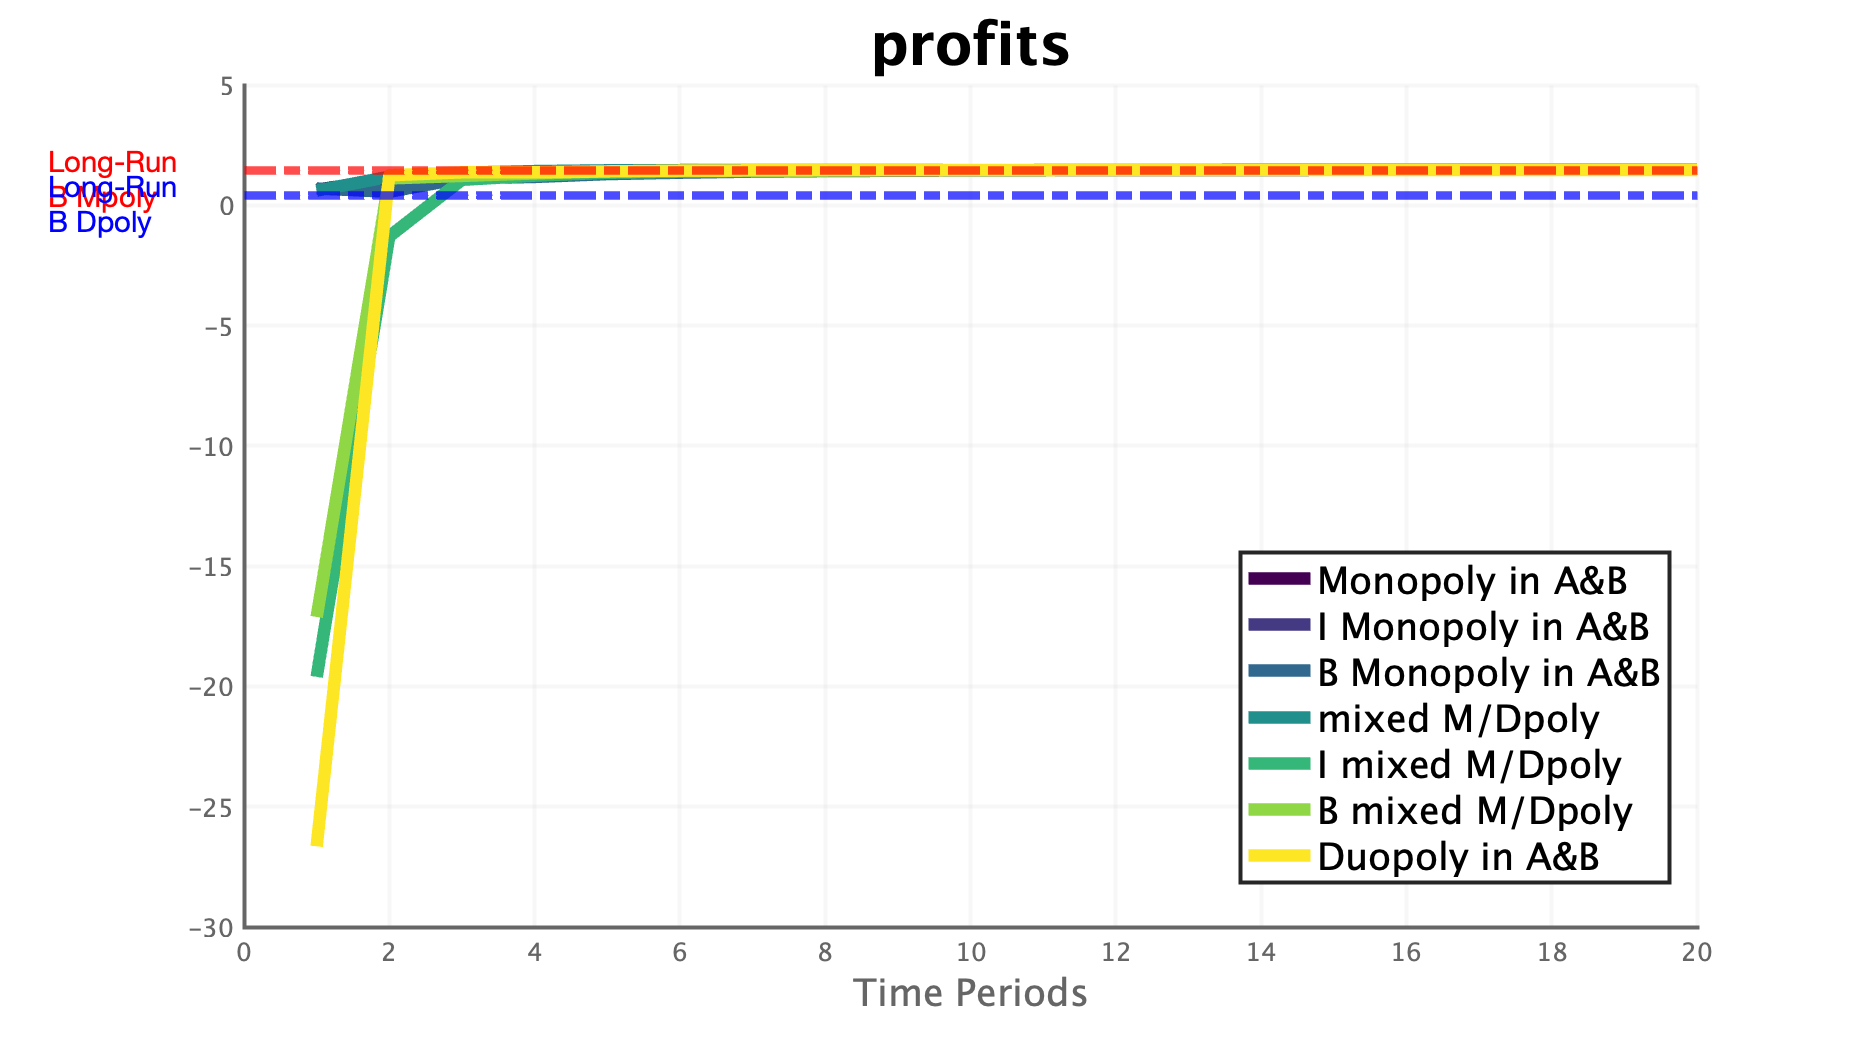 profits
5
0
−5
−10
−15
−20
−25
−30
Long-Run
B Mpoly
Long-Run
B Dpoly
Monopoly in A&B
I Monopoly in A&B
B Monopoly in A&B
mixed M/Dpoly
I mixed M/Dpoly
B mixed M/Dpoly
Duopoly in A&B
0 2 4 6 8 10 12 14 16 18 20
Time Periods